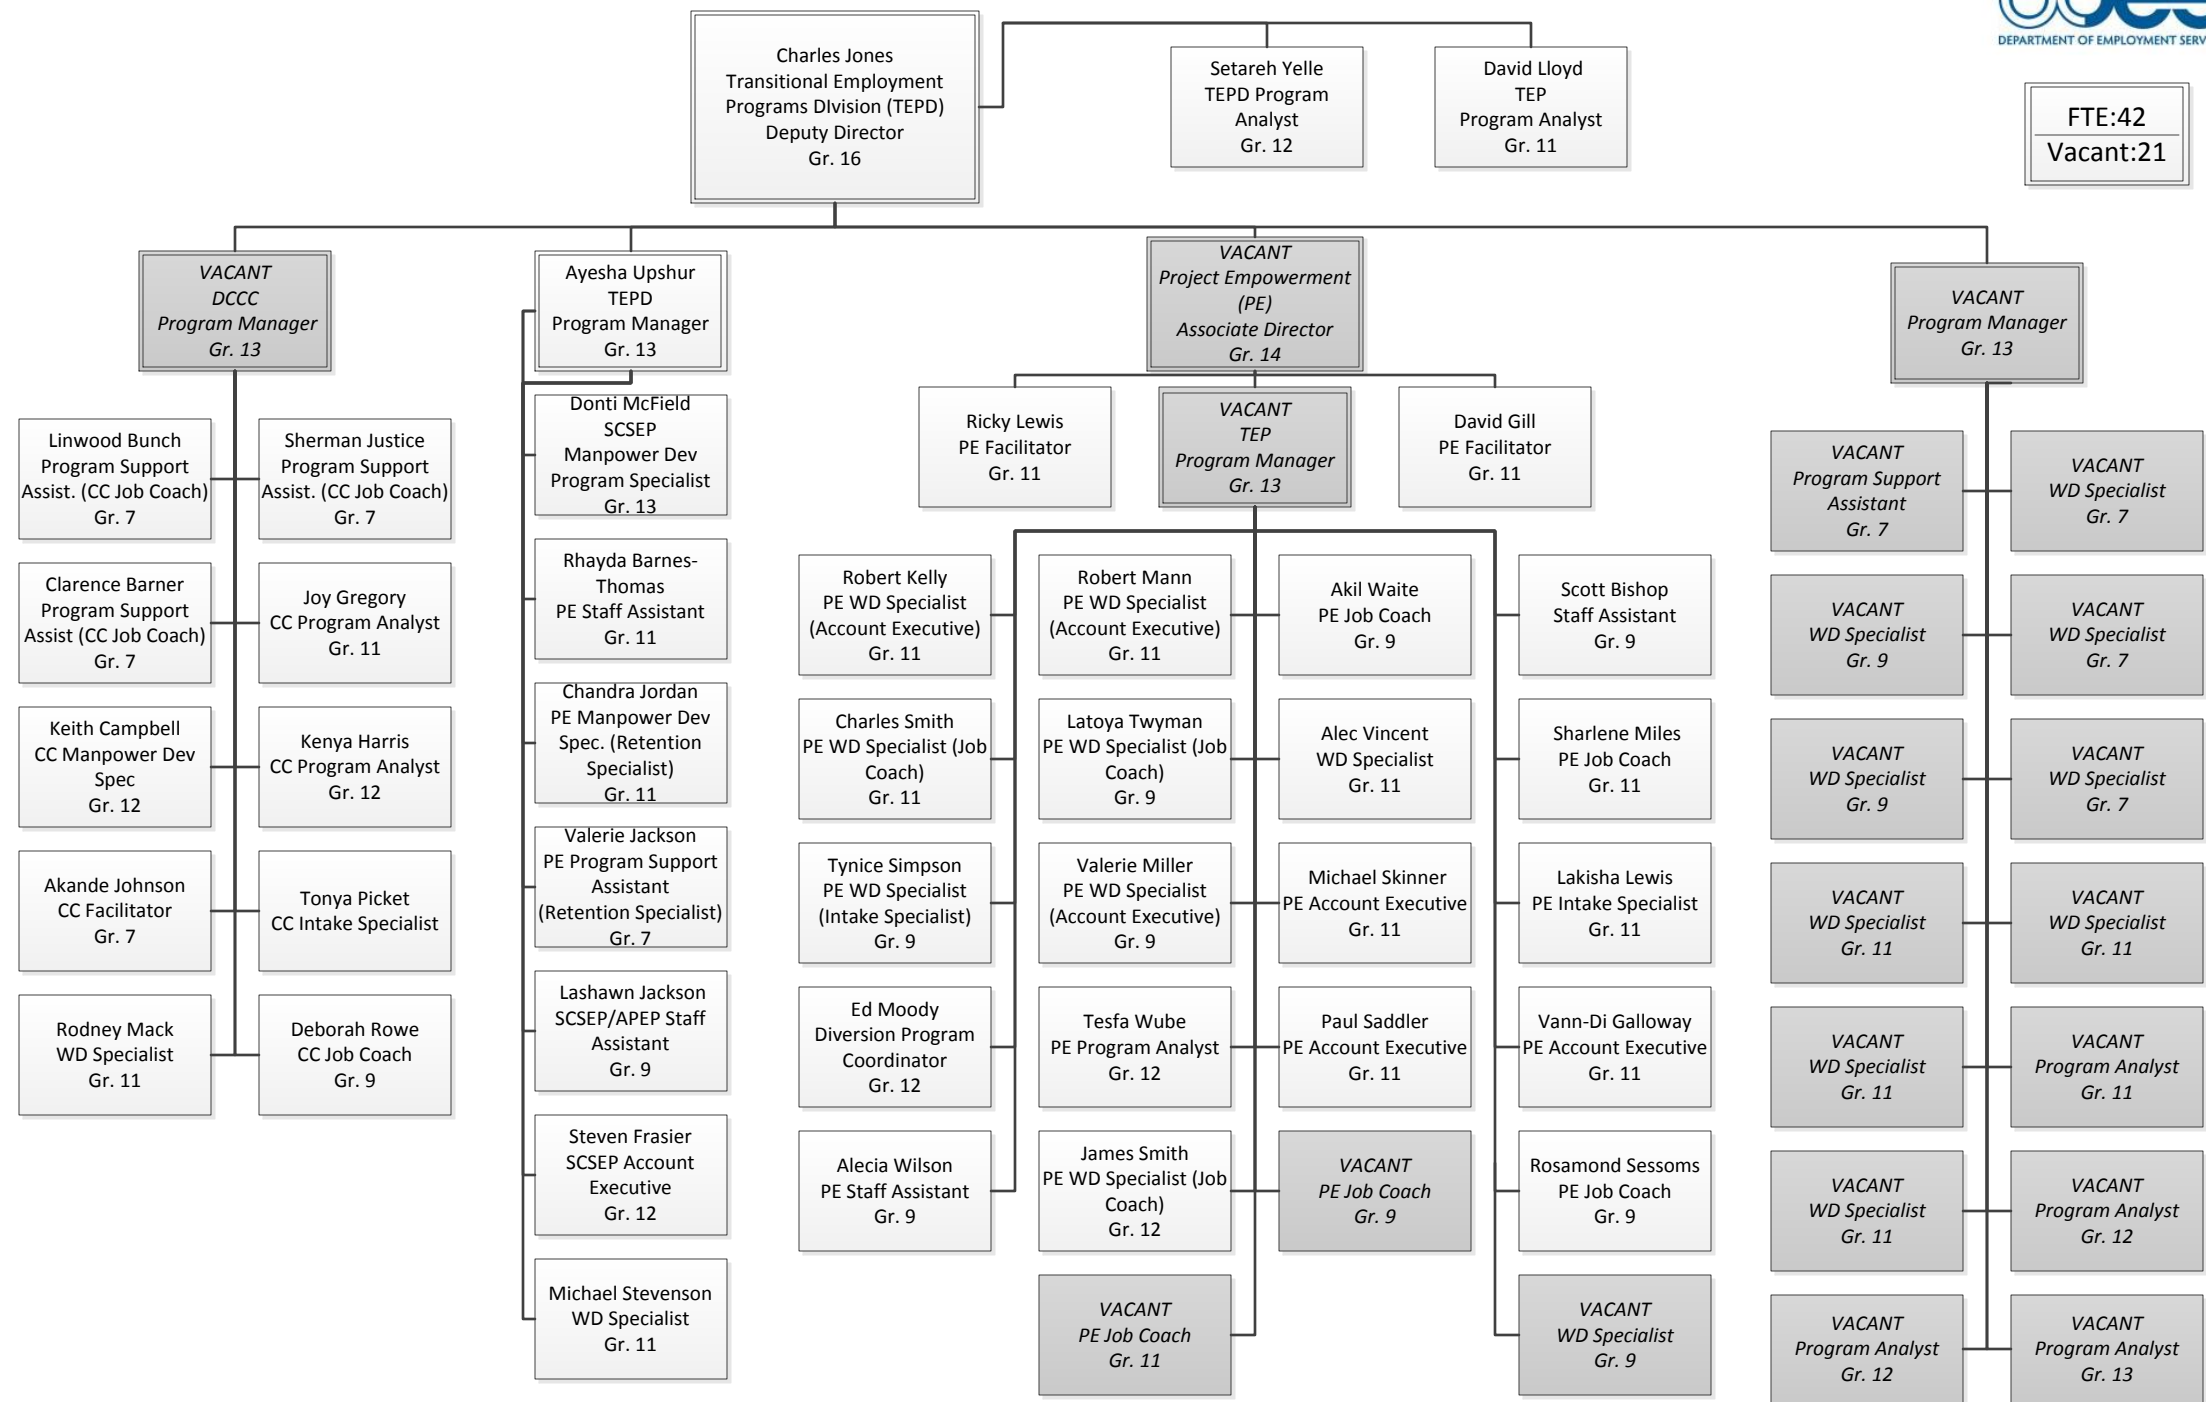 DEPARTMENT OF EMPLOYMENT SERV
FTE:42
Vacant:21
Charles Jones
Transitional Employment
Programs DIvision (TEPD)
Deputy Director
Gr. 16
Setareh Yelle
TEPD Program
Analyst
Gr. 12
David Lloyd
TEP
Program Analyst
Gr. 11
VACANT
DCCC
Program Manager
Gr. 13
Linwood Bunch
Program Support
Assist. (CC Job Coach)
Gr. 7
Sherman Justice
Program Support
Assist. (CC Job Coach)
Gr. 7
Clarence Barner
Program Support
Assist (CC Job Coach)
Gr. 7
Joy Gregory
CC Program Analyst
Gr. 11
Keith Campbell
CC Manpower Dev
Spec
Gr. 12
Kenya Harris
CC Program Analyst
Gr. 12
Akande Johnson
CC Facilitator
Gr. 7
Tonya Picket
CC Intake Specialist
Rodney Mack
WD Specialist
Gr. 11
Deborah Rowe
CC Job Coach
Gr. 9
Ayesha Upshur
TEPD
Program Manager
Gr. 13
Donti McField
SCSEP
Manpower Dev
Program Specialist
Gr. 13
Rhayda Barnes-
Thomas
PE Staff Assistant
Gr. 11
Chandra Jordan
PE Manpower Dev
Spec. (Retention
Specialist)
Gr. 11
Valerie Jackson
PE Program Support
Assistant
(Retention Specialist)
Gr. 7
Lashawn Jackson
SCSEP/APEP Staff
Assistant
Gr. 9
Steven Frasier
SCSEP Account
Executive
Gr. 12
Michael Stevenson
WD Specialist
Gr. 11
VACANT
Project Empowerment
(PE)
Associate Director
Gr. 14
Ricky Lewis
PE Facilitator
Gr. 11
VACANT
TEP
Program Manager
Gr. 13
David Gill
PE Facilitator
Gr. 11
Robert Kelly
PE WD Specialist
(Account Executive)
Gr. 11
Robert Mann
PE WD Specialist
(Account Executive)
Gr. 11
Akil Waite
PE Job Coach
Gr. 9
Scott Bishop
Staff Assistant
Gr. 9
Charles Smith
PE WD Specialist (Job
Coach)
Gr. 11
Latoya Twyman
PE WD Specialist (Job
Coach)
Gr. 9
Alec Vincent
WD Specialist
Gr. 11
Sharlene Miles
PE Job Coach
Gr. 11
Tynice Simpson
PE WD Specialist
(Intake Specialist)
Gr. 9
Valerie Miller
PE WD Specialist
(Account Executive)
Gr. 9
Michael Skinner
PE Account Executive
Gr. 11
Lakisha Lewis
PE Intake Specialist
Gr. 11
Ed Moody
Diversion Program
Coordinator
Gr. 12
Tesfa Wube
PE Program Analyst
Gr. 12
Paul Saddler
PE Account Executive
Gr. 11
Vann-Di Galloway
PE Account Executive
Gr. 11
Alecia Wilson
PE Staff Assistant
Gr. 9
James Smith
PE WD Specialist (Job
Coach)
Gr. 12
VACANT
PE Job Coach
Gr. 9
Rosamond Sessoms
PE Job Coach
Gr. 9
VACANT
PE Job Coach
Gr. 11
VACANT
WD Specialist
Gr. 9
VACANT
Program Manager
Gr. 13
VACANT
Program Support
Assistant
Gr. 7
VACANT
WD Specialist
Gr. 7
VACANT
WD Specialist
Gr. 9
VACANT
WD Specialist
Gr. 7
VACANT
WD Specialist
Gr. 9
VACANT
WD Specialist
Gr. 7
VACANT
WD Specialist
Gr. 11
VACANT
WD Specialist
Gr. 11
VACANT
WD Specialist
Gr. 11
VACANT
Program Analyst
Gr. 11
VACANT
WD Specialist
Gr. 11
VACANT
Program Analyst
Gr. 12
VACANT
Program Analyst
Gr. 12
VACANT
Program Analyst
Gr. 13